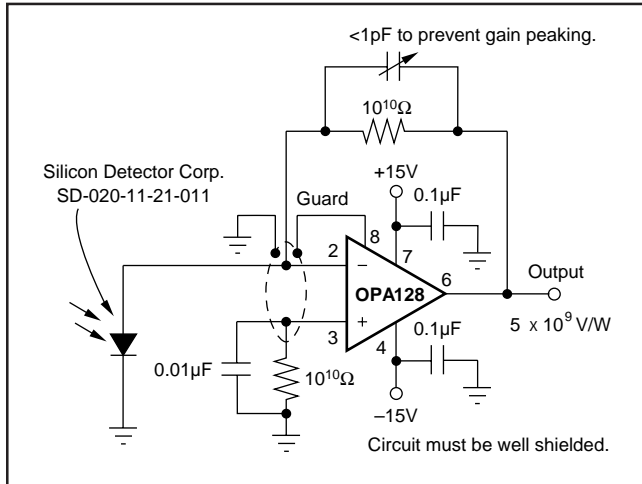 <1pF to prevent gain peaking.
10¹⁰Ω
Silicon Detector Corp.
SD-020-11-21-011
+15V
0.1µF
Guard
8
7
2
–
OPA128
6
Output
5 x 10⁹ V/W
+
3
4
0.1µF
0.01µF
10¹⁰Ω
–15V
Circuit must be well shielded.